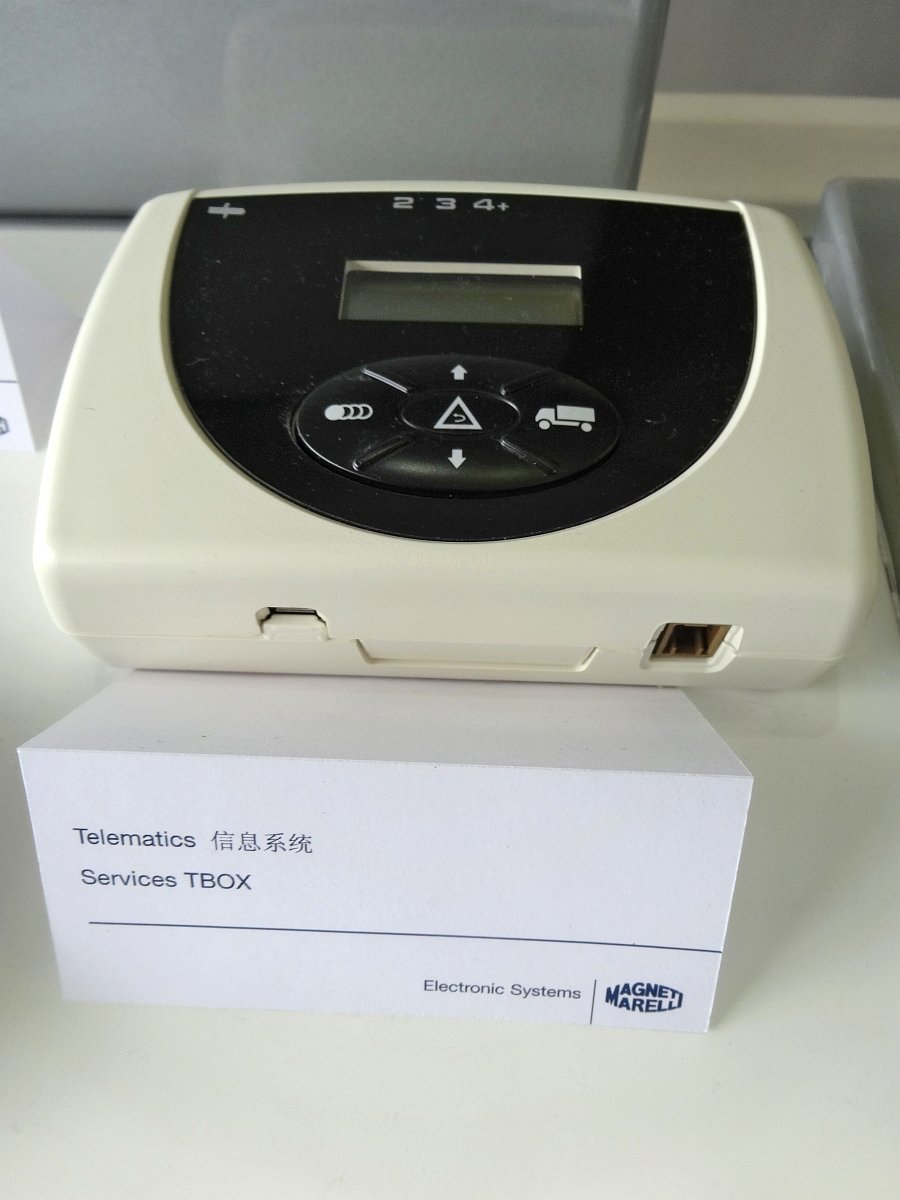 2 3 4+
Telematics 信息系统
Services TBOX
Electronic Systems
MAGNETI
MARELLI